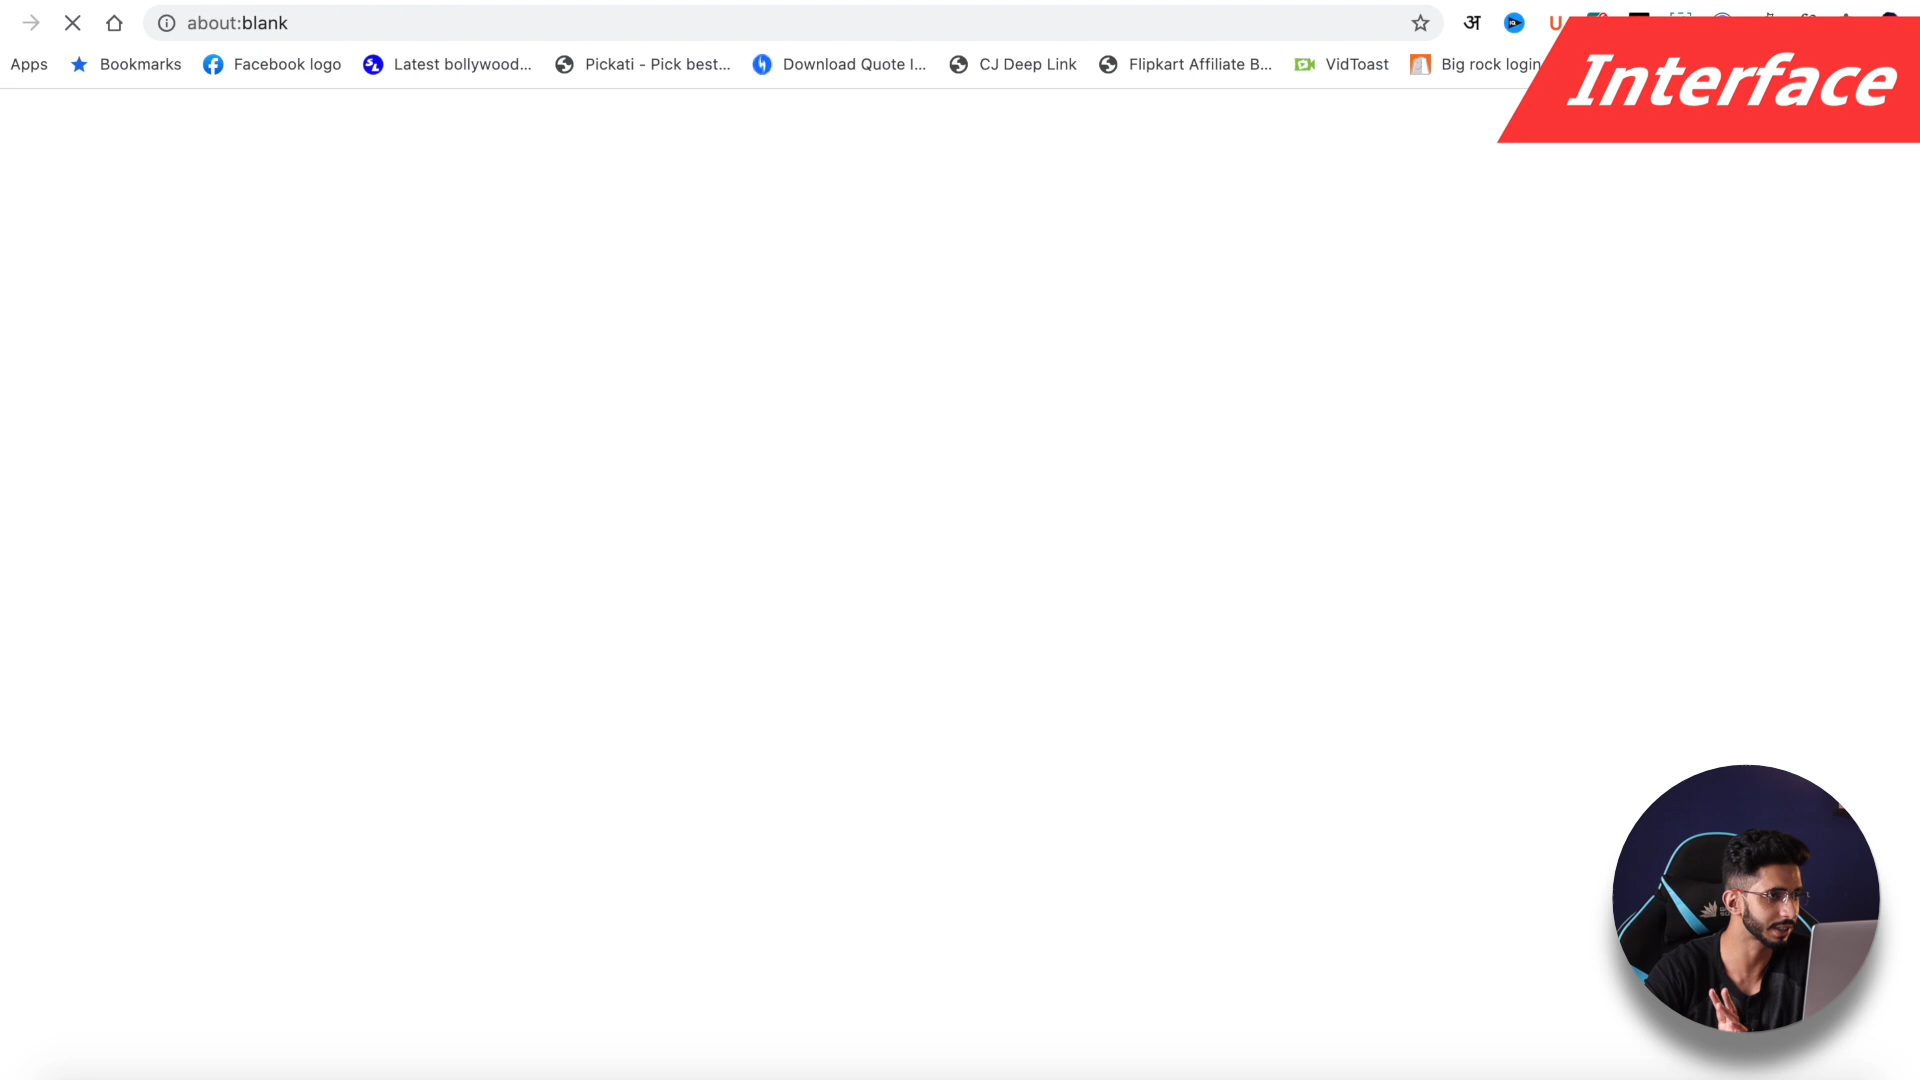 about:blank
अ
U
Apps
Bookmarks
Facebook logo
Latest bollywood...
Pickati - Pick best...
Download Quote I...
CJ Deep Link
Flipkart Affiliate B...
VidToast
Big rock login
Interface